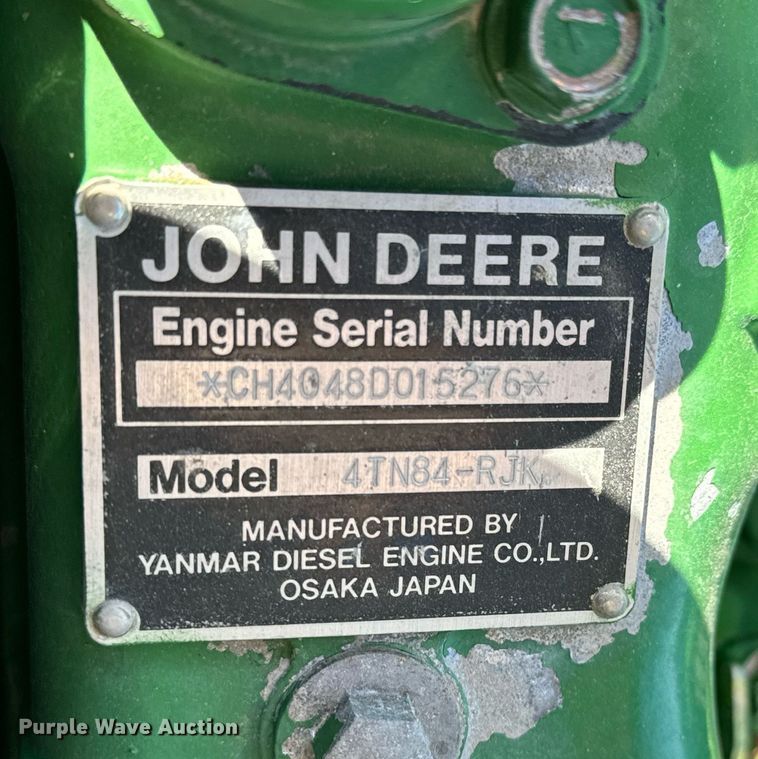 JOHN DEERE
Engine Serial Number
*CH4048D015276*
Model 4TN84-RJK
MANUFACTURED BY
YANMAR DIESEL ENGINE CO.,LTD.
OSAKA JAPAN
Purple Wave Auction